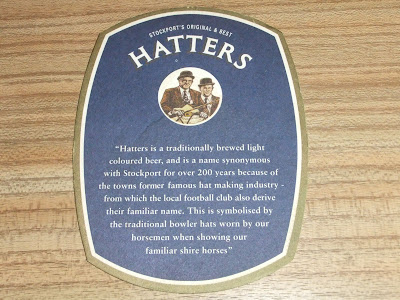 STOCKPORT'S ORIGINAL & BEST
HATTERS
"Hatters is a traditionally brewed light
coloured beer, and is a name synonymous
with Stockport for over 200 years because of
the towns former famous hat making industry -
from which the local football club also derive
their familiar name. This is symbolised by
the traditional bowler hats worn by our
horsemen when showing our
familiar shire horses"